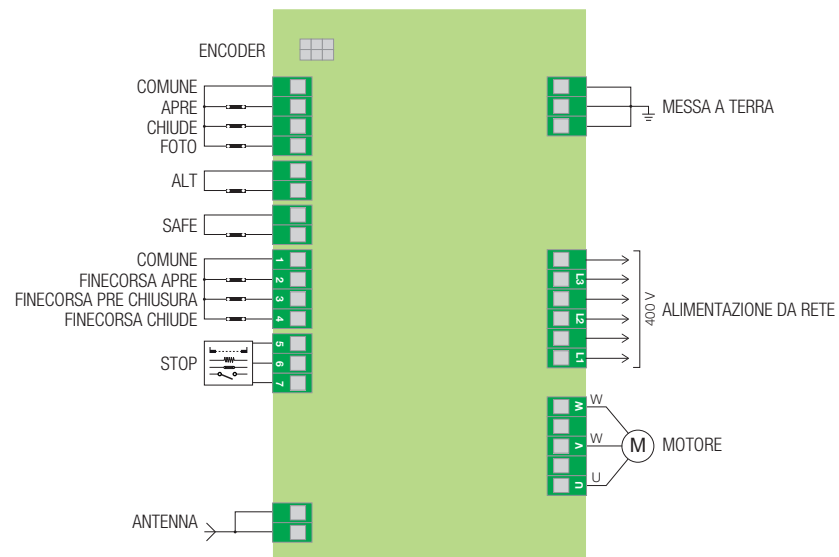 ENCODER
COMUNE
APRE
CHIUDE
FOTO
ALT
SAFE
COMUNE
FINECORSA APRE
FINECORSA PRE CHIUSURA
FINECORSA CHIUDE
1
2
3
4
STOP
5
6
7
ANTENNA
MESSA A TERRA
L3
L2
L1
400 V
ALIMENTAZIONE DA RETE
W
V
U
W
W
U
M
MOTORE